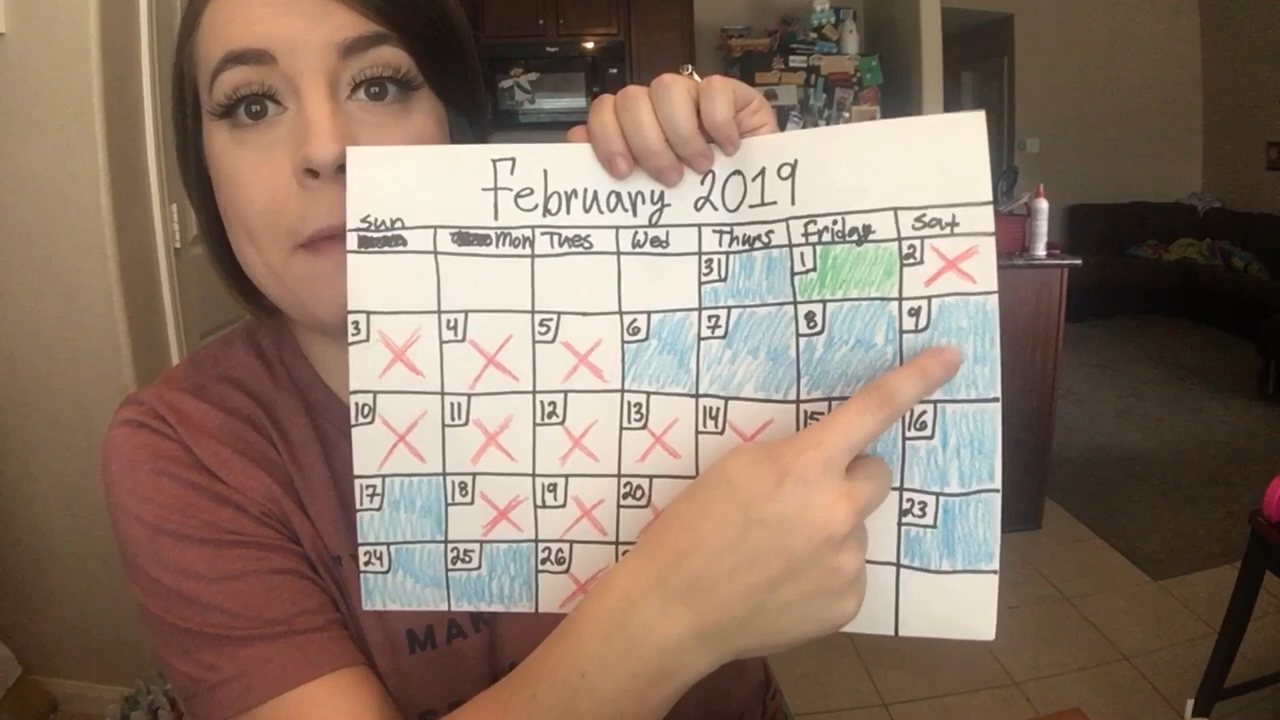 February 2019
Sun Mon Tues Wed Thurs Friday Sat
31 1 2
3 4 5 6 7 8 9
10 11 12 13 14 15 16
17 18 19 20 23
24 25 26
MA